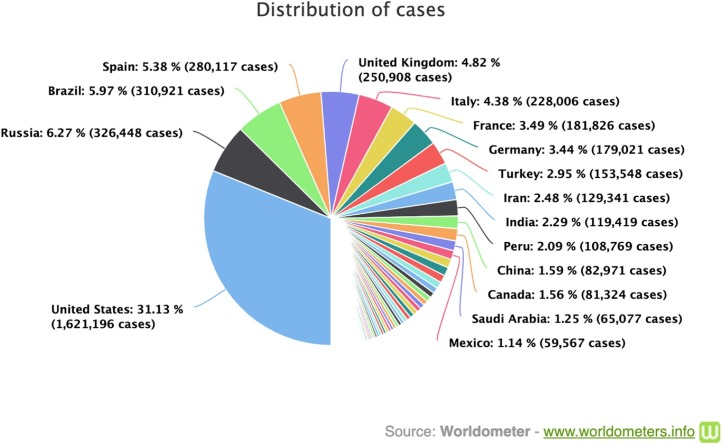 Distribution of cases
Spain: 5.38 % (280,117 cases)
United Kingdom: 4.82 %
(250,908 cases)
Brazil: 5.97 % (310,921 cases)
Italy: 4.38 % (228,006 cases)
France: 3.49 % (181,826 cases)
Russia: 6.27 % (326,448 cases)
Germany: 3.44 % (179,021 cases)
Turkey: 2.95 % (153,548 cases)
Iran: 2.48 % (129,341 cases)
India: 2.29 % (119,419 cases)
Peru: 2.09 % (108,769 cases)
China: 1.59 % (82,971 cases)
Canada: 1.56 % (81,324 cases)
United States: 31.13 %
(1,621,196 cases)
Saudi Arabia: 1.25 % (65,077 cases)
Mexico: 1.14 % (59,567 cases)
Source: Worldometer - www.worldometers.info W